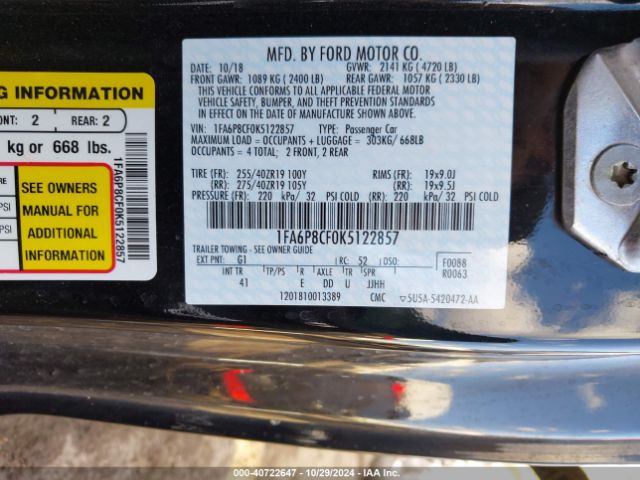 G INFORMATION
ONT: 2 REAR: 2
kg or 668 lbs.
PSI
PSI
SEE OWNERS
MANUAL FOR
ADDITIONAL
INFORMATION
1FA6P8CF0K5122857
MFD. BY FORD MOTOR CO.
DATE: 10/18 GVWR: 2141 KG ( 4720 LB)
FRONT GAWR: 1089 KG ( 2400 LB) REAR GAWR: 1057 KG ( 2330 LB)
THIS VEHICLE CONFORMS TO ALL APPLICABLE FEDERAL MOTOR
VEHICLE SAFETY, BUMPER, AND THEFT PREVENTION STANDARDS IN
EFFECT ON THE DATE OF MANUFACTURE SHOWN ABOVE.
VIN: 1FA6P8CF0K5122857 TYPE: Passenger Car
MAXIMUM LOAD = OCCUPANTS + LUGGAGE = 303KG/ 668LB
OCCUPANTS = 4 TOTAL; 2 FRONT, 2 REAR
TIRE (FR): 255/40ZR19 100Y RIMS (FR): 19x9.0J
(RR): 275/40ZR19 105Y (RR): 19x9.5J
PRESSURE (FR): 220 kPa/ 32 PSI COLD (RR): 220 kPa/ 32 PSI COLD
1FA6P8CF0K5122857
TRAILER TOWING - SEE OWNER GUIDE
EXT PNT: G1 RC: 52 DSO: F0088
INT TR TP/PS R AXLE TR SPR R0063
41 E DD U JJHH
1201810013389 CMC 5U5A-5420472-AA
000-40722647 - 10/29/2024 - IAA Inc.